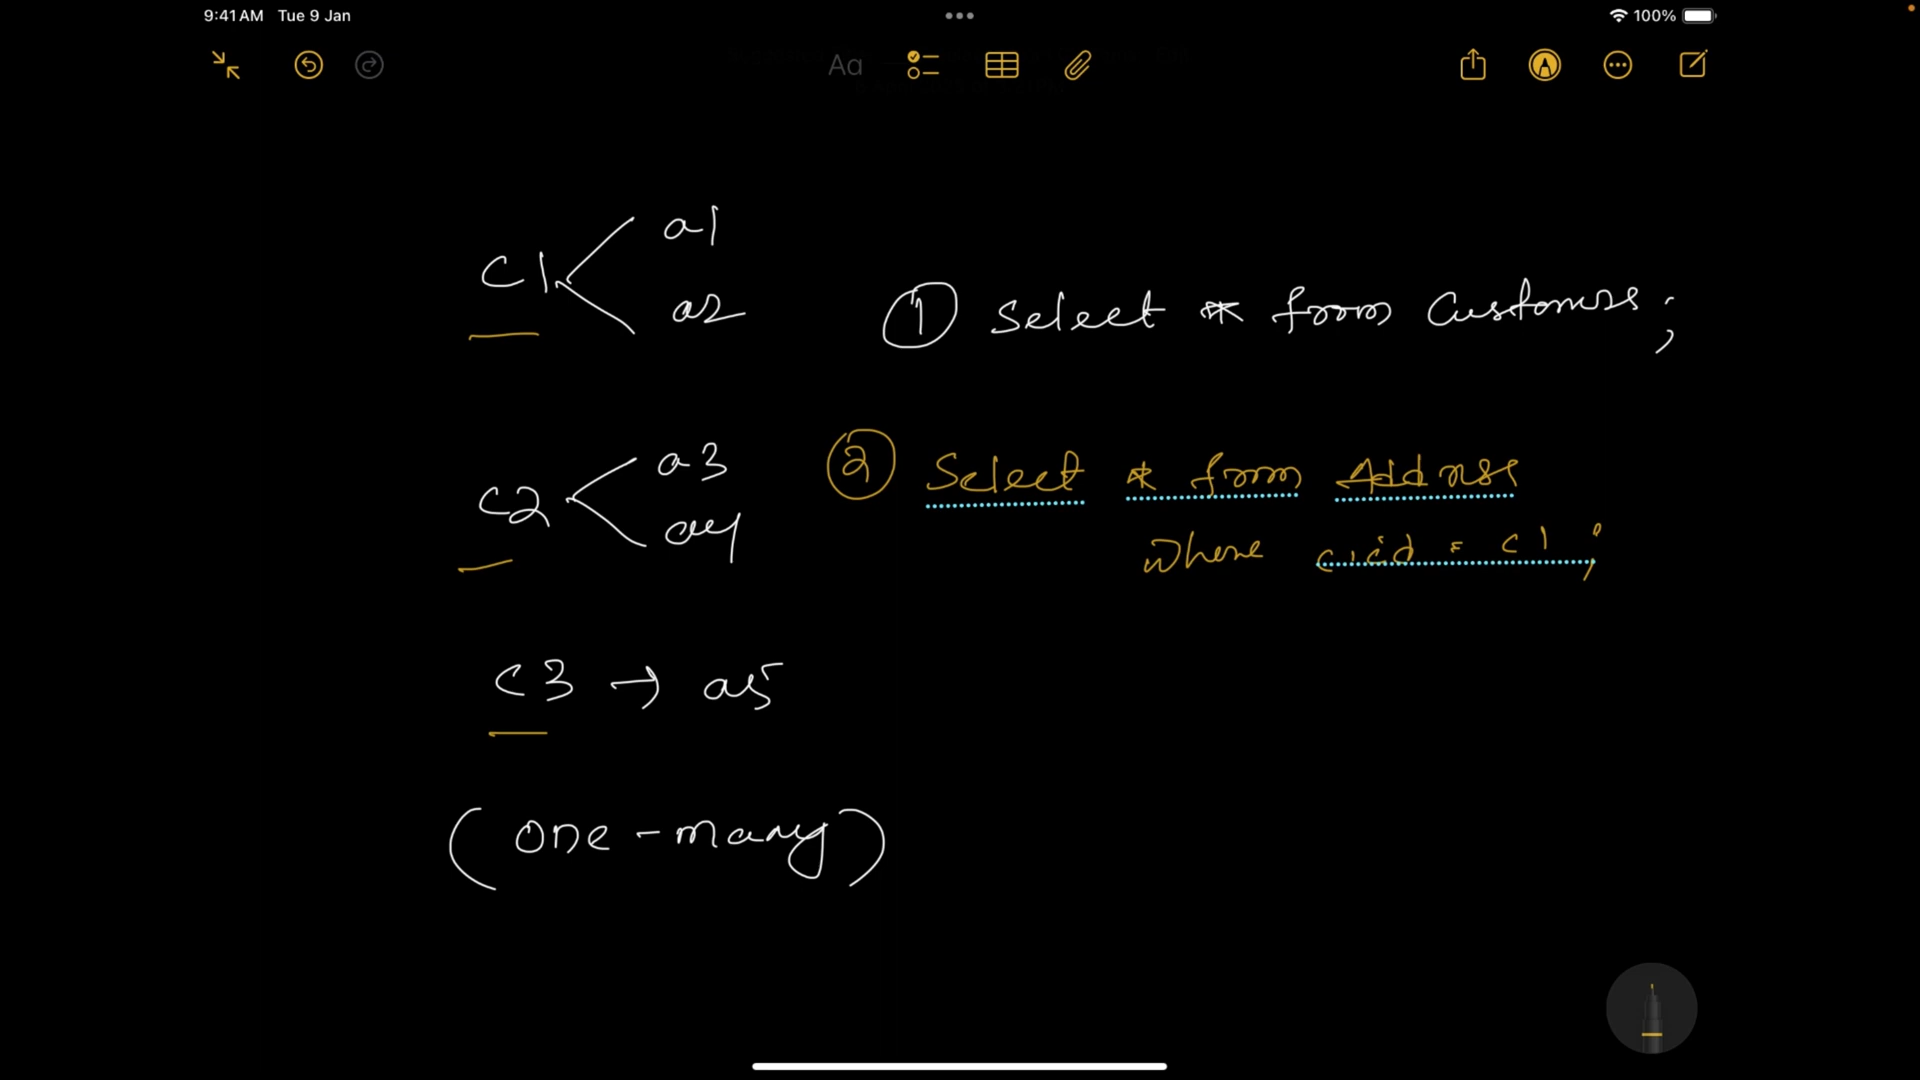 9:41 AM Tue 9 Jan
100%
Aa
C1
a1
a2
① Select * from Customers ;
C2
a3
a4
② Select * from Address
where c.id = c1 ;
C3 → a5
(one-many)